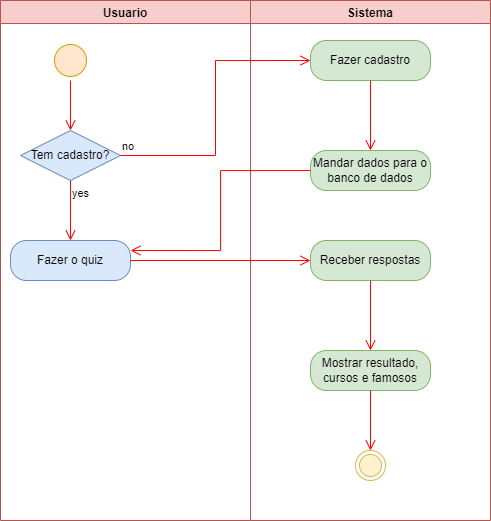 Usuario
Sistema
Fazer cadastro
no
Tem cadastro?
Mandar dados para o
banco de dados
yes
Fazer o quiz
Receber respostas
Mostrar resultado,
cursos e famosos